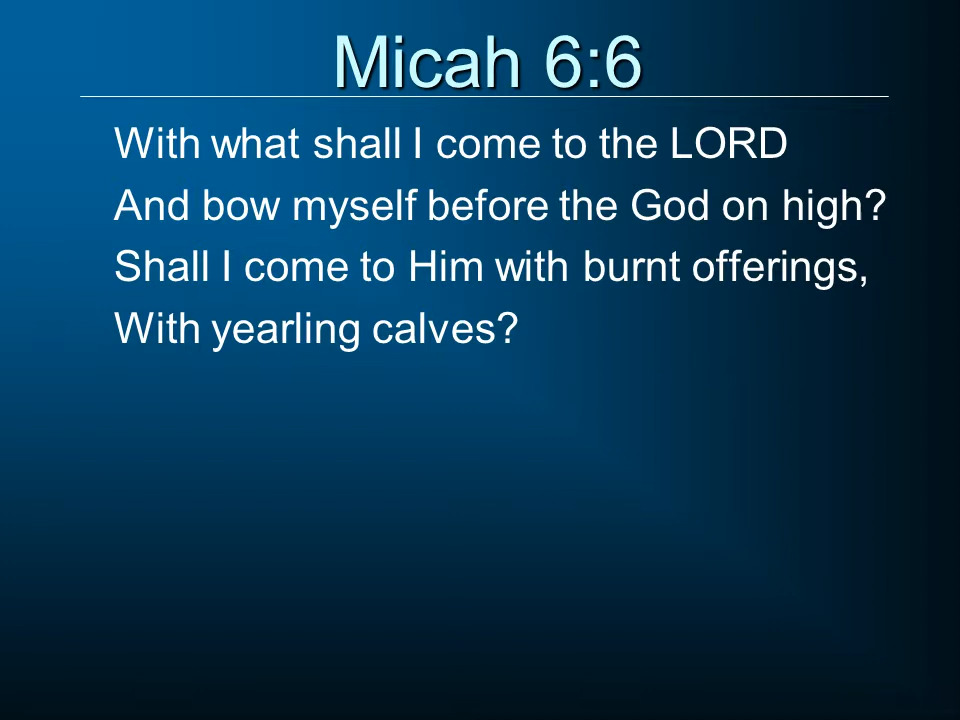 Micah 6:6
With what shall I come to the LORD
And bow myself before the God on high?
Shall I come to Him with burnt offerings,
With yearling calves?